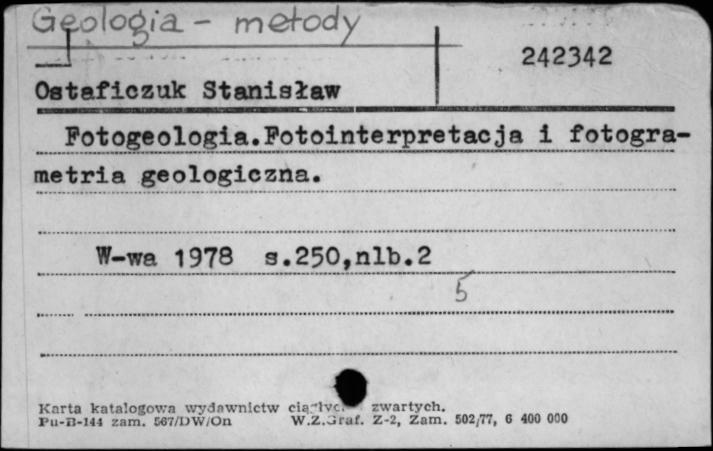 Geologia - metody
242342
Ostaficzuk Stanisław
Fotogeologia.Fotointerpretacja i fotogra-
metria geologiczna.
W-wa 1978 s.250,nlb.2
5
Karta katalogowa wydawnictw zwartych.
Pu-B-144 zam. 567/DW/On W.Z.Graf. Z-2, Zam. 502/77, 6 400 000